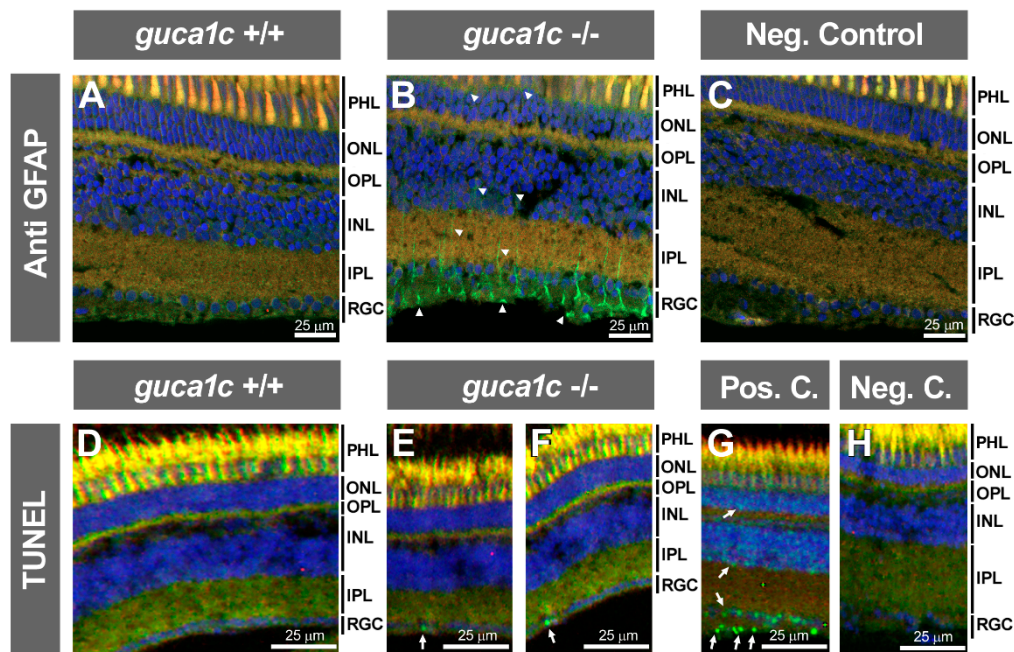 guca1c +/+
guca1c -/-
Neg. Control
Anti GFAP
A
PHL
ONL
OPL
INL
IPL
RGC
25 µm
B
PHL
ONL
OPL
INL
IPL
RGC
25 µm
C
PHL
ONL
OPL
INL
IPL
RGC
25 µm
guca1c +/+
guca1c -/-
Pos. C.
Neg. C.
TUNEL
D
PHL
ONL
OPL
INL
IPL
RGC
25 µm
E
F
PHL
ONL
OPL
INL
IPL
RGC
25 µm
G
H
PHL
ONL
OPL
INL
IPL
RGC
25 µm
25 µm